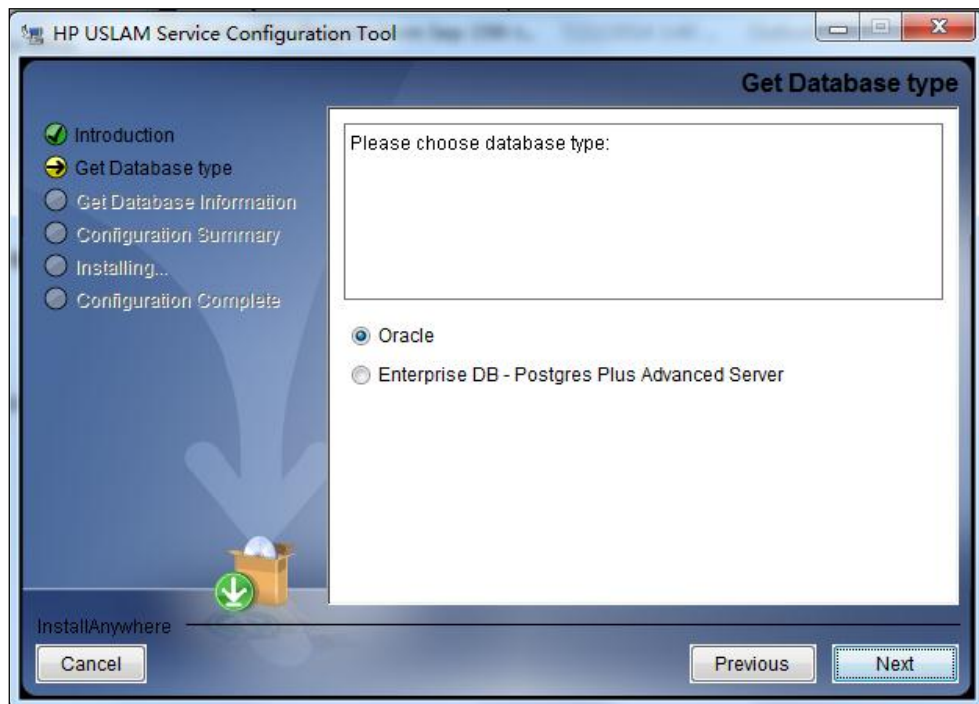 HP USLAM Service Configuration Tool
Get Database type
Introduction
Get Database type
Get Database Information
Configuration Summary
Installing...
Configuration Complete
Please choose database type:
Oracle
Enterprise DB - Postgres Plus Advanced Server
InstallAnywhere
Cancel
Previous
Next